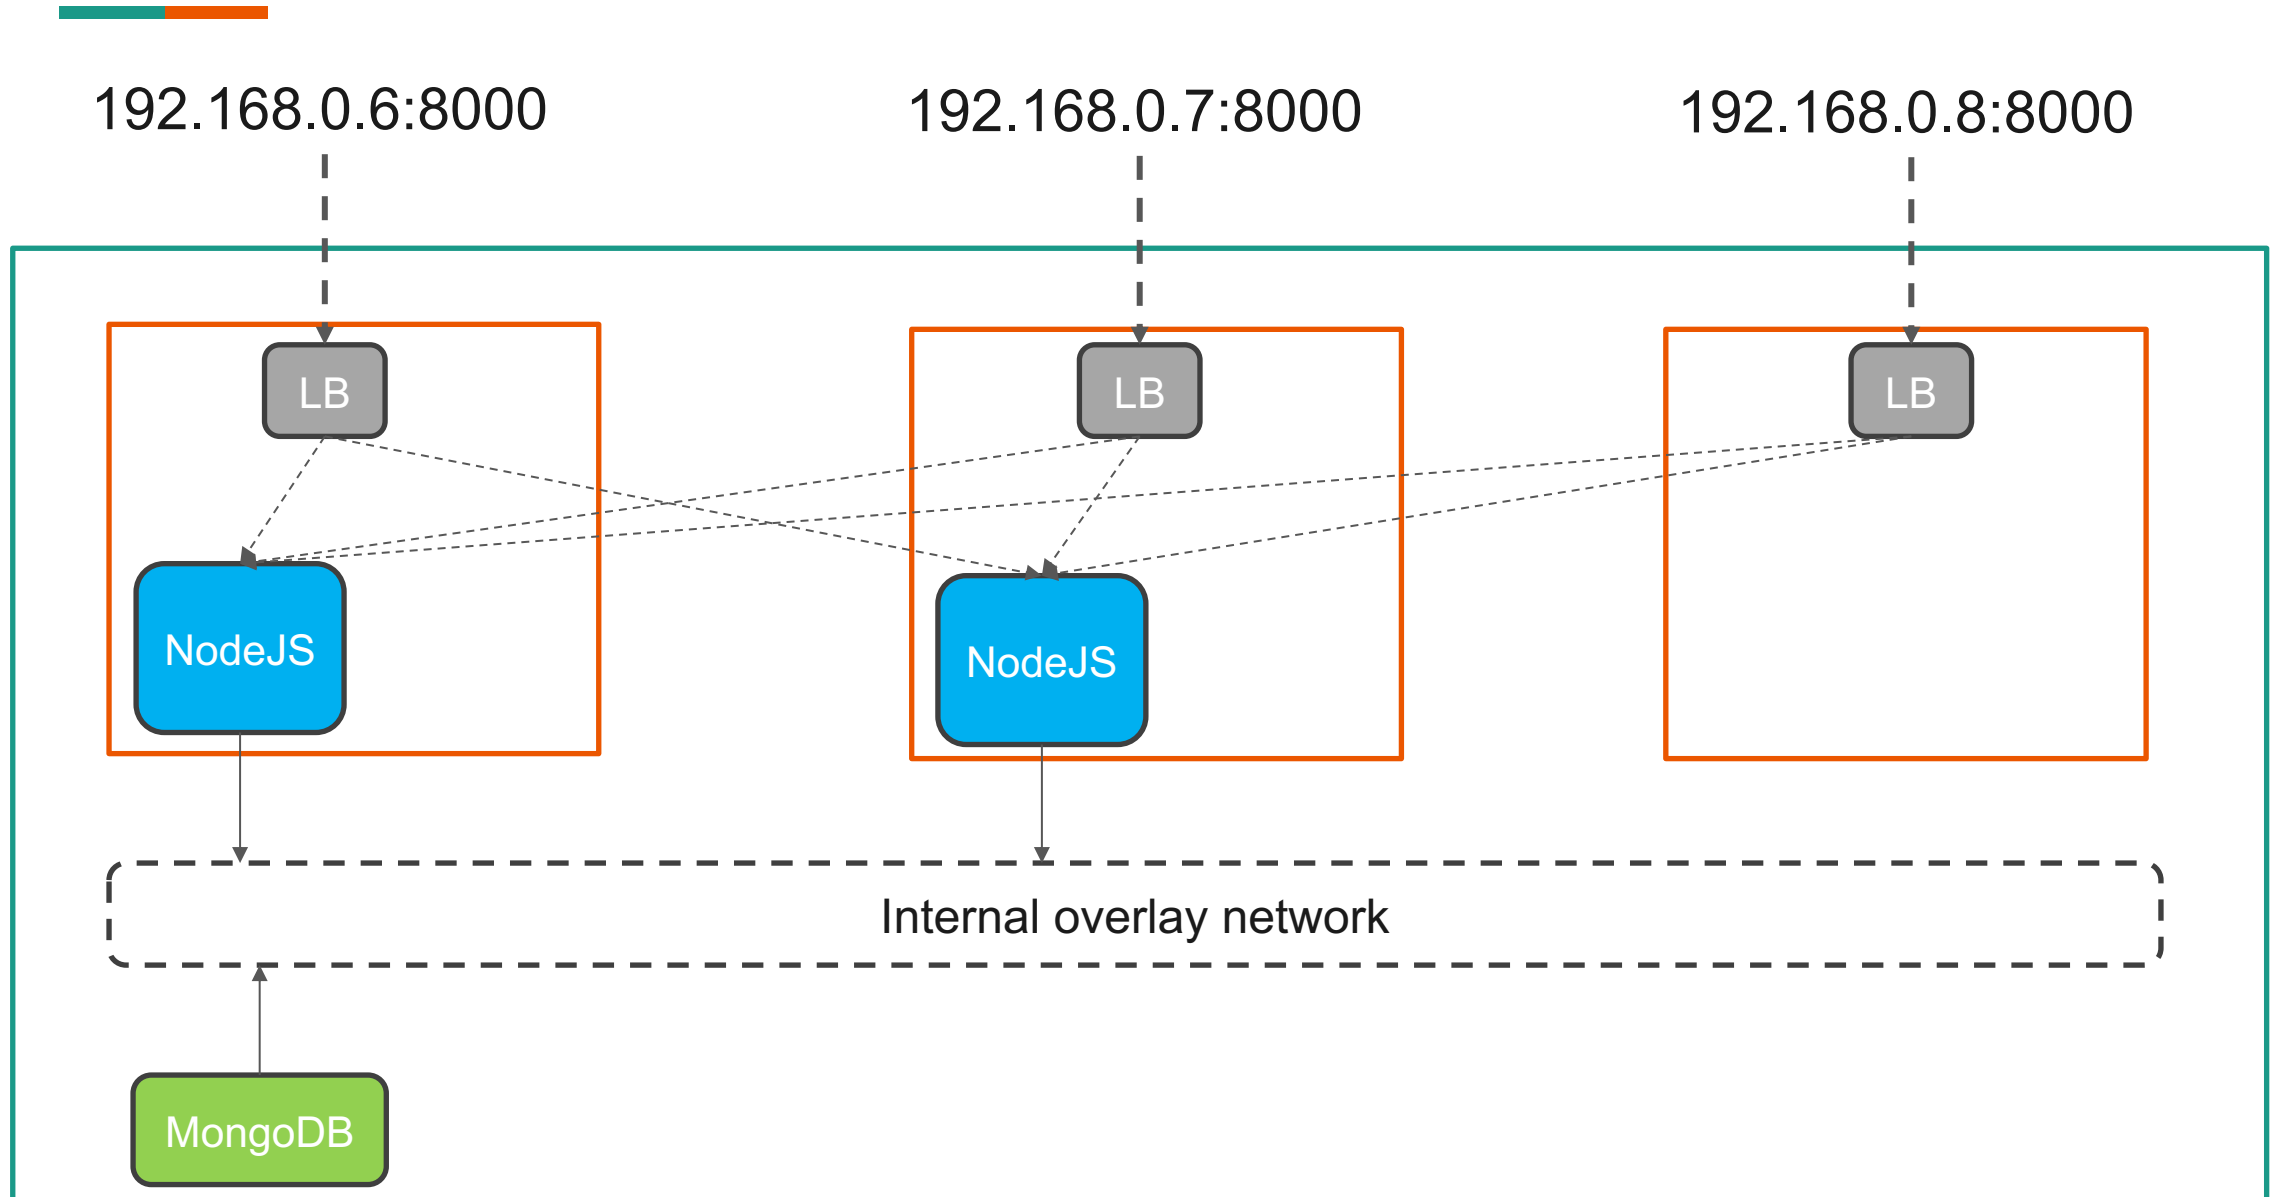 192.168.0.6:8000
192.168.0.7:8000
192.168.0.8:8000
LB
LB
LB
NodeJS
NodeJS
Internal overlay network
MongoDB